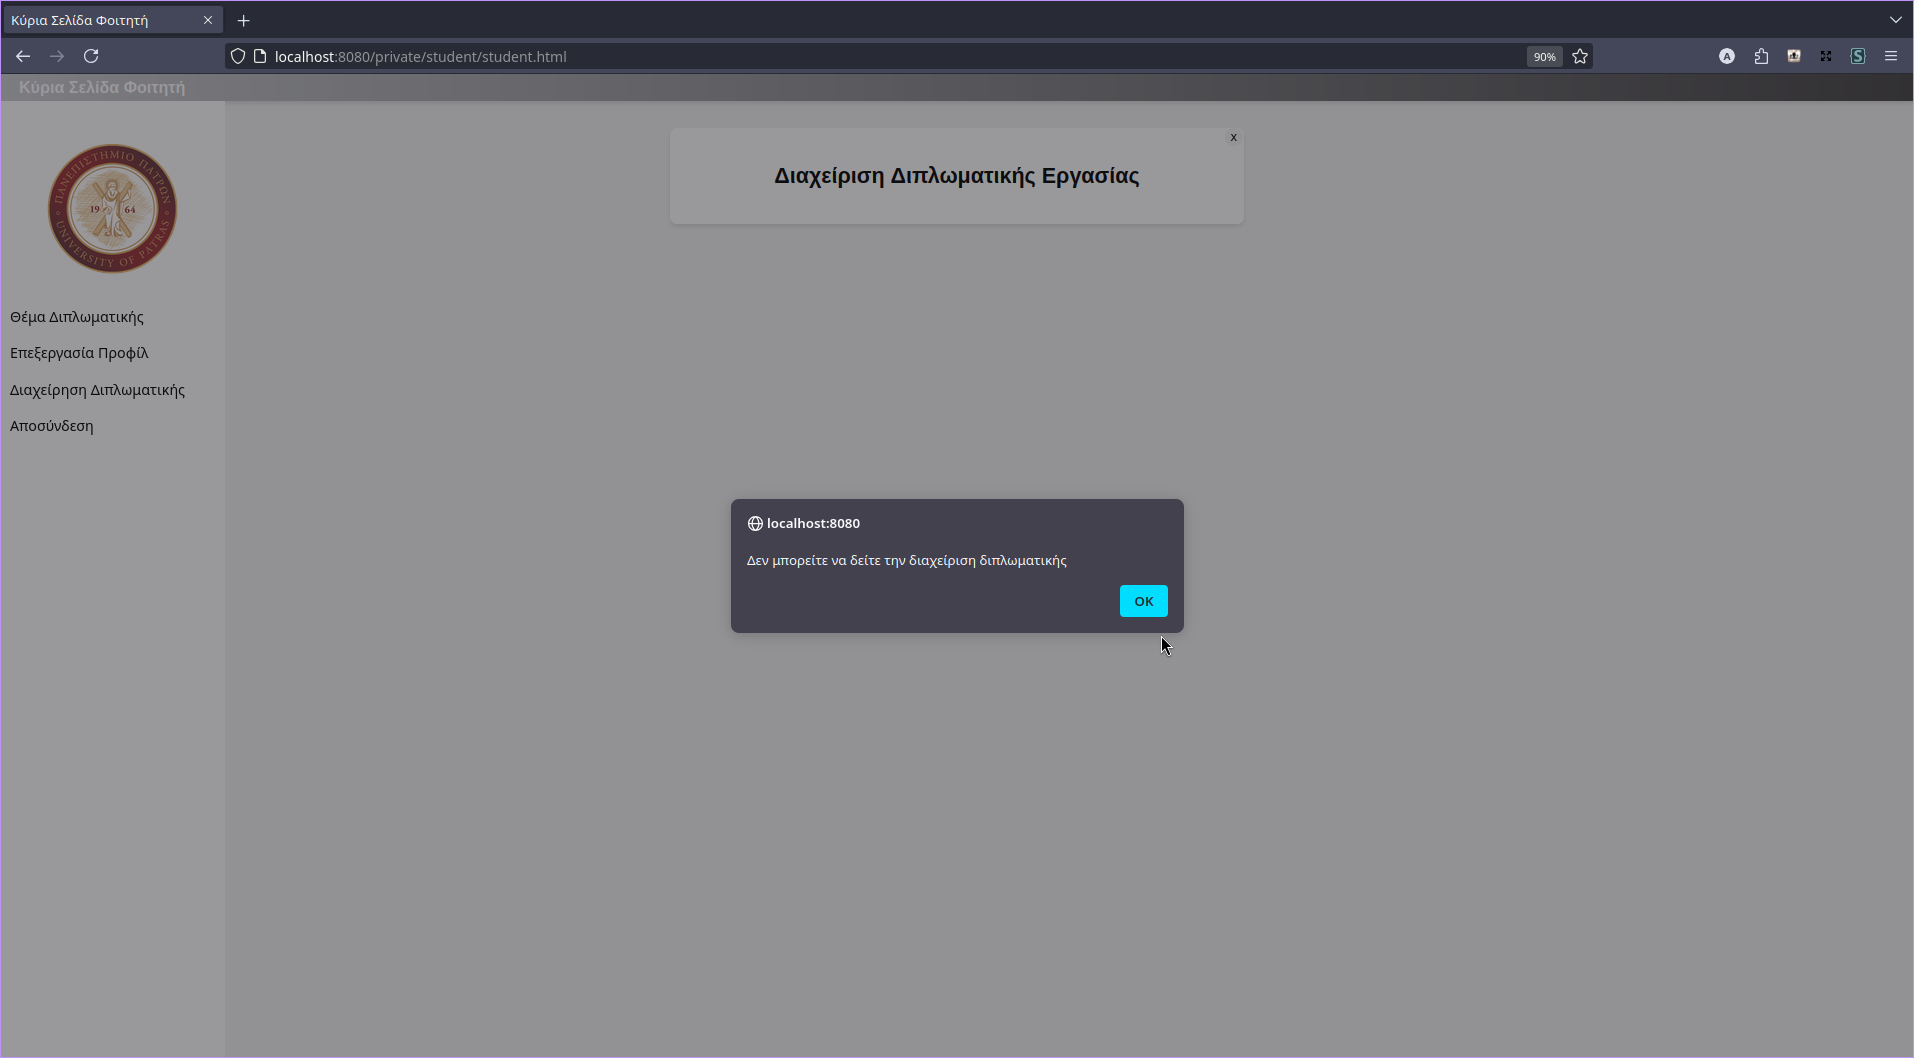 Κύρια Σελίδα Φοιτητή
localhost:8080/private/student/student.html
90%
A
S
Κύρια Σελίδα Φοιτητή
x
Διαχείριση Διπλωματικής Εργασίας
ΠΑΝΕΠΙΣΤΗΜΙΟ ΠΑΤΡΩΝ
19 64
UNIVERSITY OF PATRAS
Θέμα Διπλωματικής
Επεξεργασία Προφίλ
Διαχείρηση Διπλωματικής
Αποσύνδεση
localhost:8080
Δεν μπορείτε να δείτε την διαχείριση διπλωματικής
OK